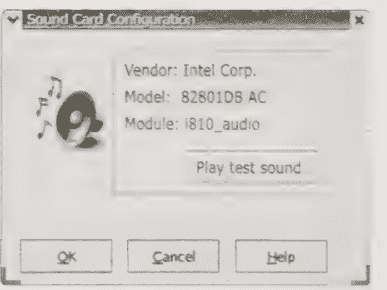 Sound Card Configuration
Vendor: Intel Corp.
Model: 82801DB AC
Module: i810_audio
Play test sound
OK
Cancel
Help